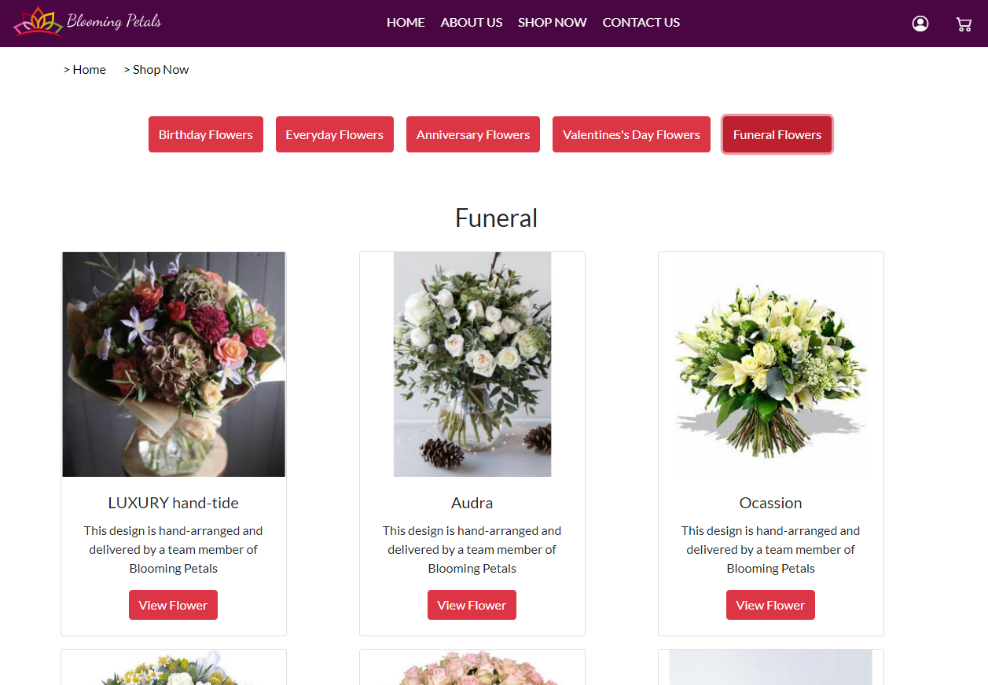 Blooming Petals
HOME ABOUT US SHOP NOW CONTACT US
> Home > Shop Now
Birthday Flowers Everyday Flowers Anniversary Flowers Valentines's Day Flowers Funeral Flowers
Funeral
LUXURY hand-tide
This design is hand-arranged and
delivered by a team member of
Blooming Petals
View Flower
Audra
This design is hand-arranged and
delivered by a team member of
Blooming Petals
View Flower
Ocassion
This design is hand-arranged and
delivered by a team member of
Blooming Petals
View Flower